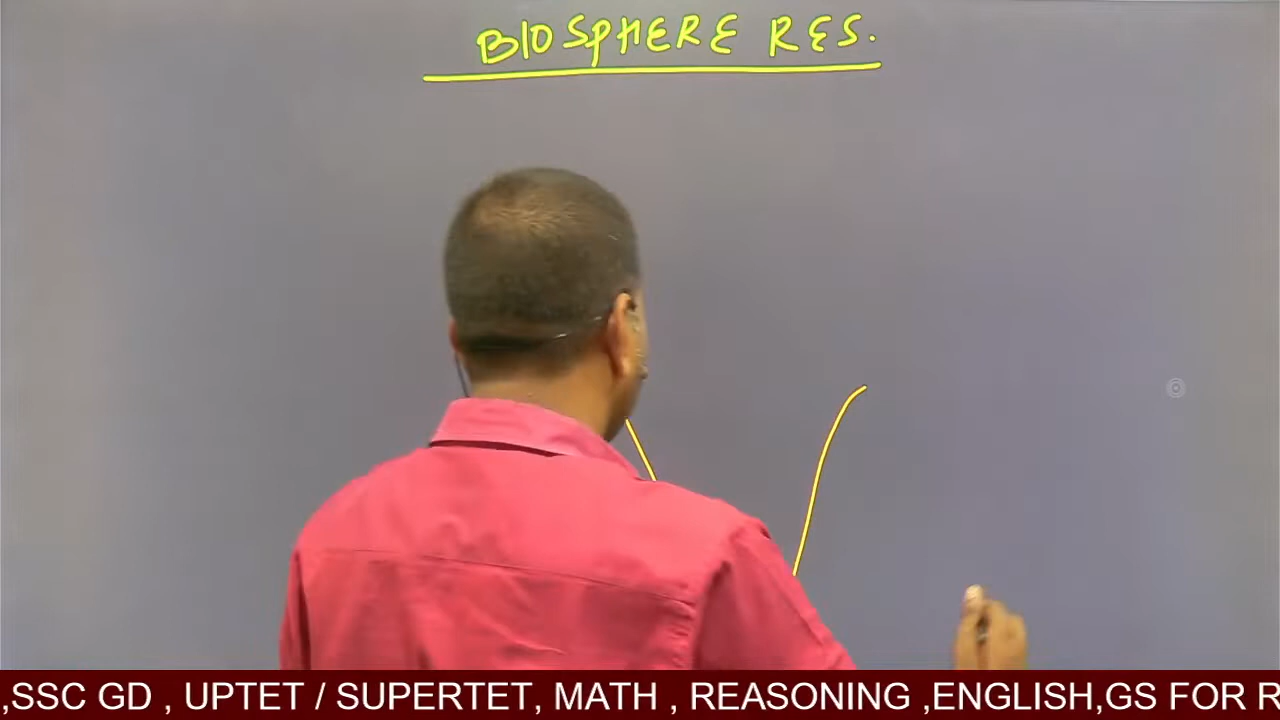 BIOSPHERE RES.
,SSC GD , UPTET / SUPERTET, MATH , REASONING ,ENGLISH,GS FOR R